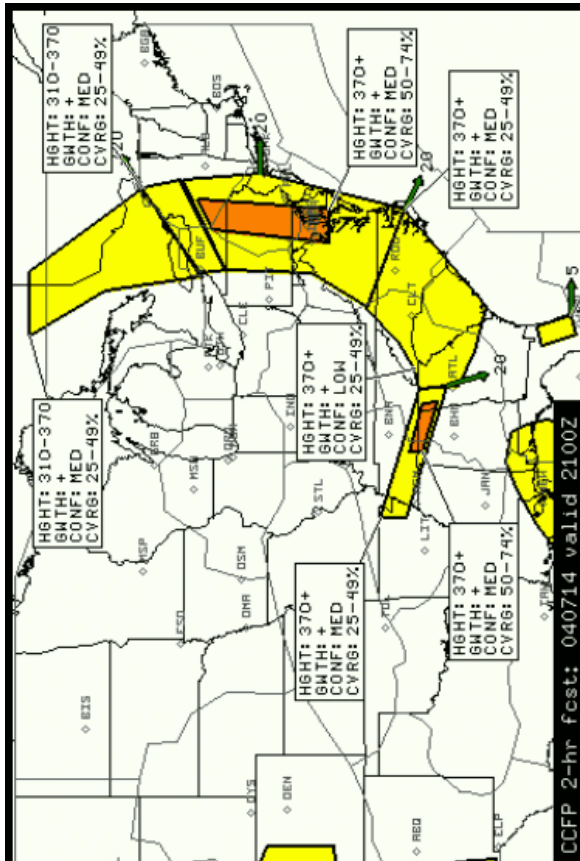 HGHT: 310-370
GWTH: +
CONF: MED
CVRG: 25-49%
HGHT: 310-370
GWTH: +
CONF: MED
CVRG: 25-49%
BIS
MSP
GRB
20
FSD
MSN
BUF
BOS
OMA
DSM
ORD
CLE
20
CYS
DEN
STL
IND
PIT
HGHT: 370+
GWTH: +
CONF: MED
CVRG: 25-49%
HGHT: 370+
GWTH: +
CONF: LOW
CVRG: 25-49%
HGHT: 370+
GWTH: +
CONF: MED
CVRG: 50-74%
TUL
BNA
RDU
20
ABQ
LIT
CLT
HGHT: 370+
GWTH: +
CONF: MED
CVRG: 50-74%
BHM
ATL
20
HGHT: 370+
GWTH: +
CONF: MED
CVRG: 25-49%
JAN
ELP
IAH
5
CCFP 2-hr fcst: 040714 valid 2100Z